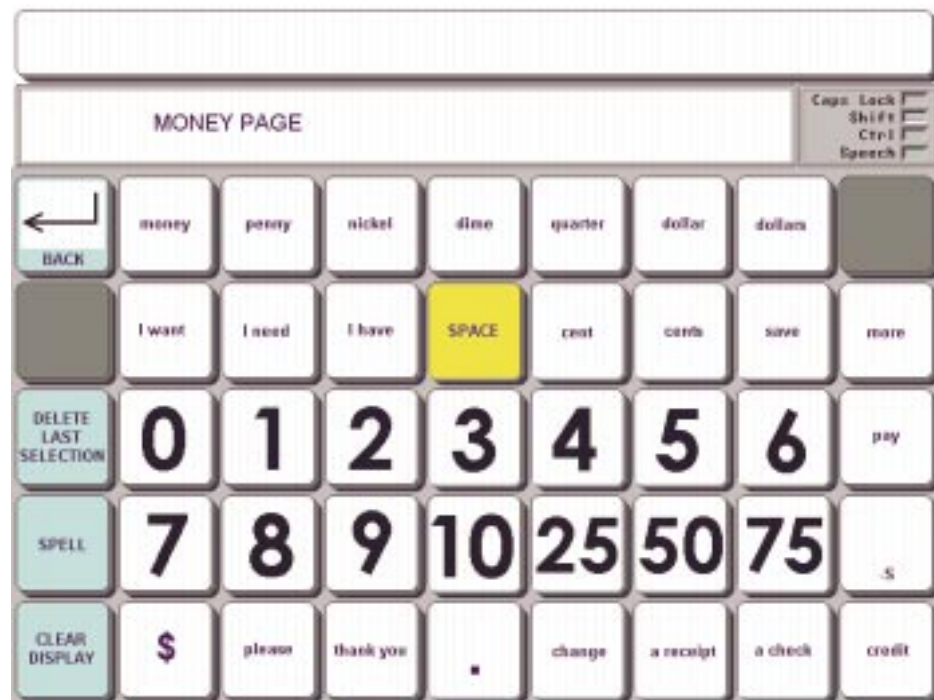 MONEY PAGE
Caps Lock
Shift
Ctrl
Speech
BACK
money penny nickel dime quarter dollar dollars
I want I need I have SPACE cent cents save more
DELETE
LAST
SELECTION
0 1 2 3 4 5 6 pay
SPELL 7 8 9 10 25 50 75 -s
CLEAR
DISPLAY
$ please thank you . change a receipt a check credit